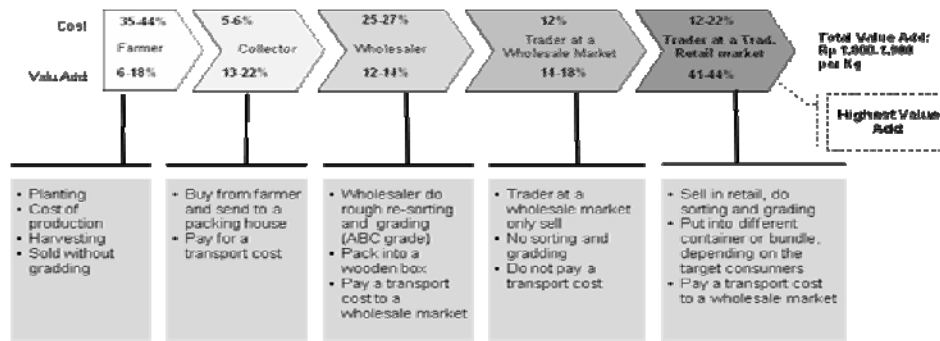 Cost
35-44%
5-6%
25-27%
12%
12-22%
Farmer
Collector
Wholesaler
Trader at a
Wholesale Market
Trader at a Trad.
Retail market
Valu Add
6-18%
13-22%
12-14%
14-18%
41-44%
Total Value Add:
per Kg
Highest Value
Add
• Planting
• Cost of
production
• Harvesting
• Sold without
gradding
• Buy from farmer
and send to a
packing house
• Pay for a
transport cost
• Wholesaler do
rough re-sorting
and grading
(ABC grade)
• Pack into a
wooden box
• Pay a transport
cost to a
wholesale market
• Trader at a
wholesale market
only sell
• No sorting and
gradding
• Do not pay a
transport cost
• Sell in retail, do
sorting and grading
• Put into different
container or bundle,
depending on the
target consumers
• Pay a transport cost
to a wholesale market